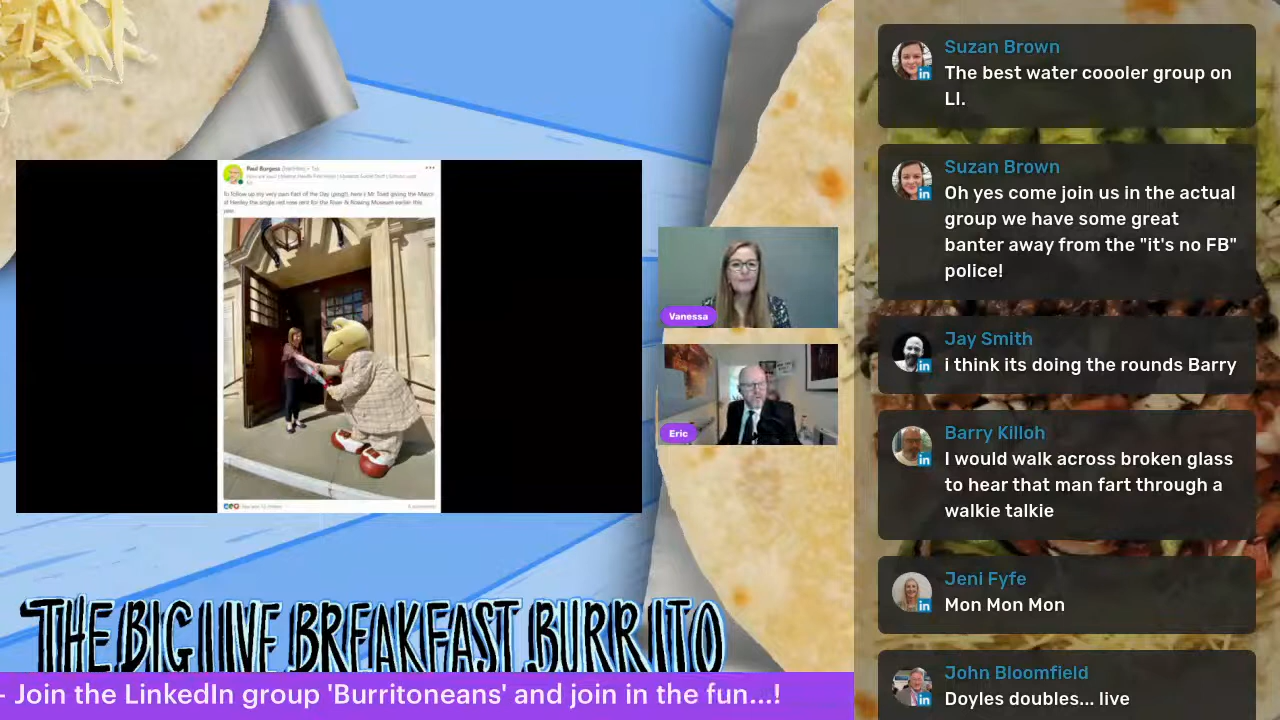 Paul Burgess
To follow up my very own Fact of the Day (plug!), here's Mr Toad giving the Mayor
of Henley the single red rose rent for the River & Rowing Museum earlier this
year.
Vanessa
Eric
THE BIG LIVE BREAKFAST BURRITO
- Join the LinkedIn group 'Burritoneans' and join in the fun...!
Suzan Brown
The best water coooler group on
LI.
Suzan Brown
Oh yes come join us in the actual
group we have some great
banter away from the "it's no FB"
police!
Jay Smith
i think its doing the rounds Barry
Barry Killoh
I would walk across broken glass
to hear that man fart through a
walkie talkie
Jeni Fyfe
Mon Mon Mon
John Bloomfield
Doyles doubles... live